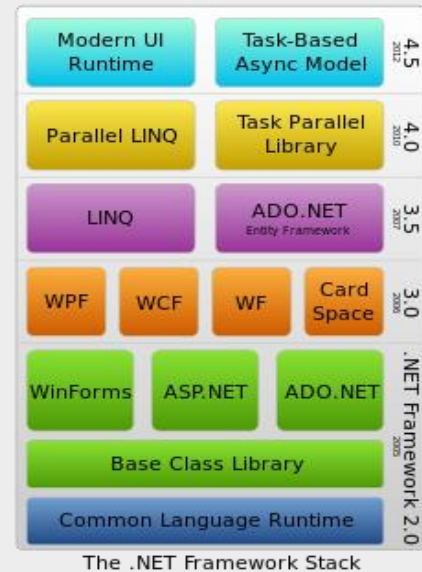 Modern UI
Runtime
Task-Based
Async Model
4.5
2012
Parallel LINQ
Task Parallel
Library
4.0
2010
LINQ
ADO.NET
Entity Framework
3.5
2007
WPF
WCF
WF
Card
Space
3.0
2006
WinForms
ASP.NET
ADO.NET
Base Class Library
Common Language Runtime
.NET Framework 2.0
2005
The .NET Framework Stack